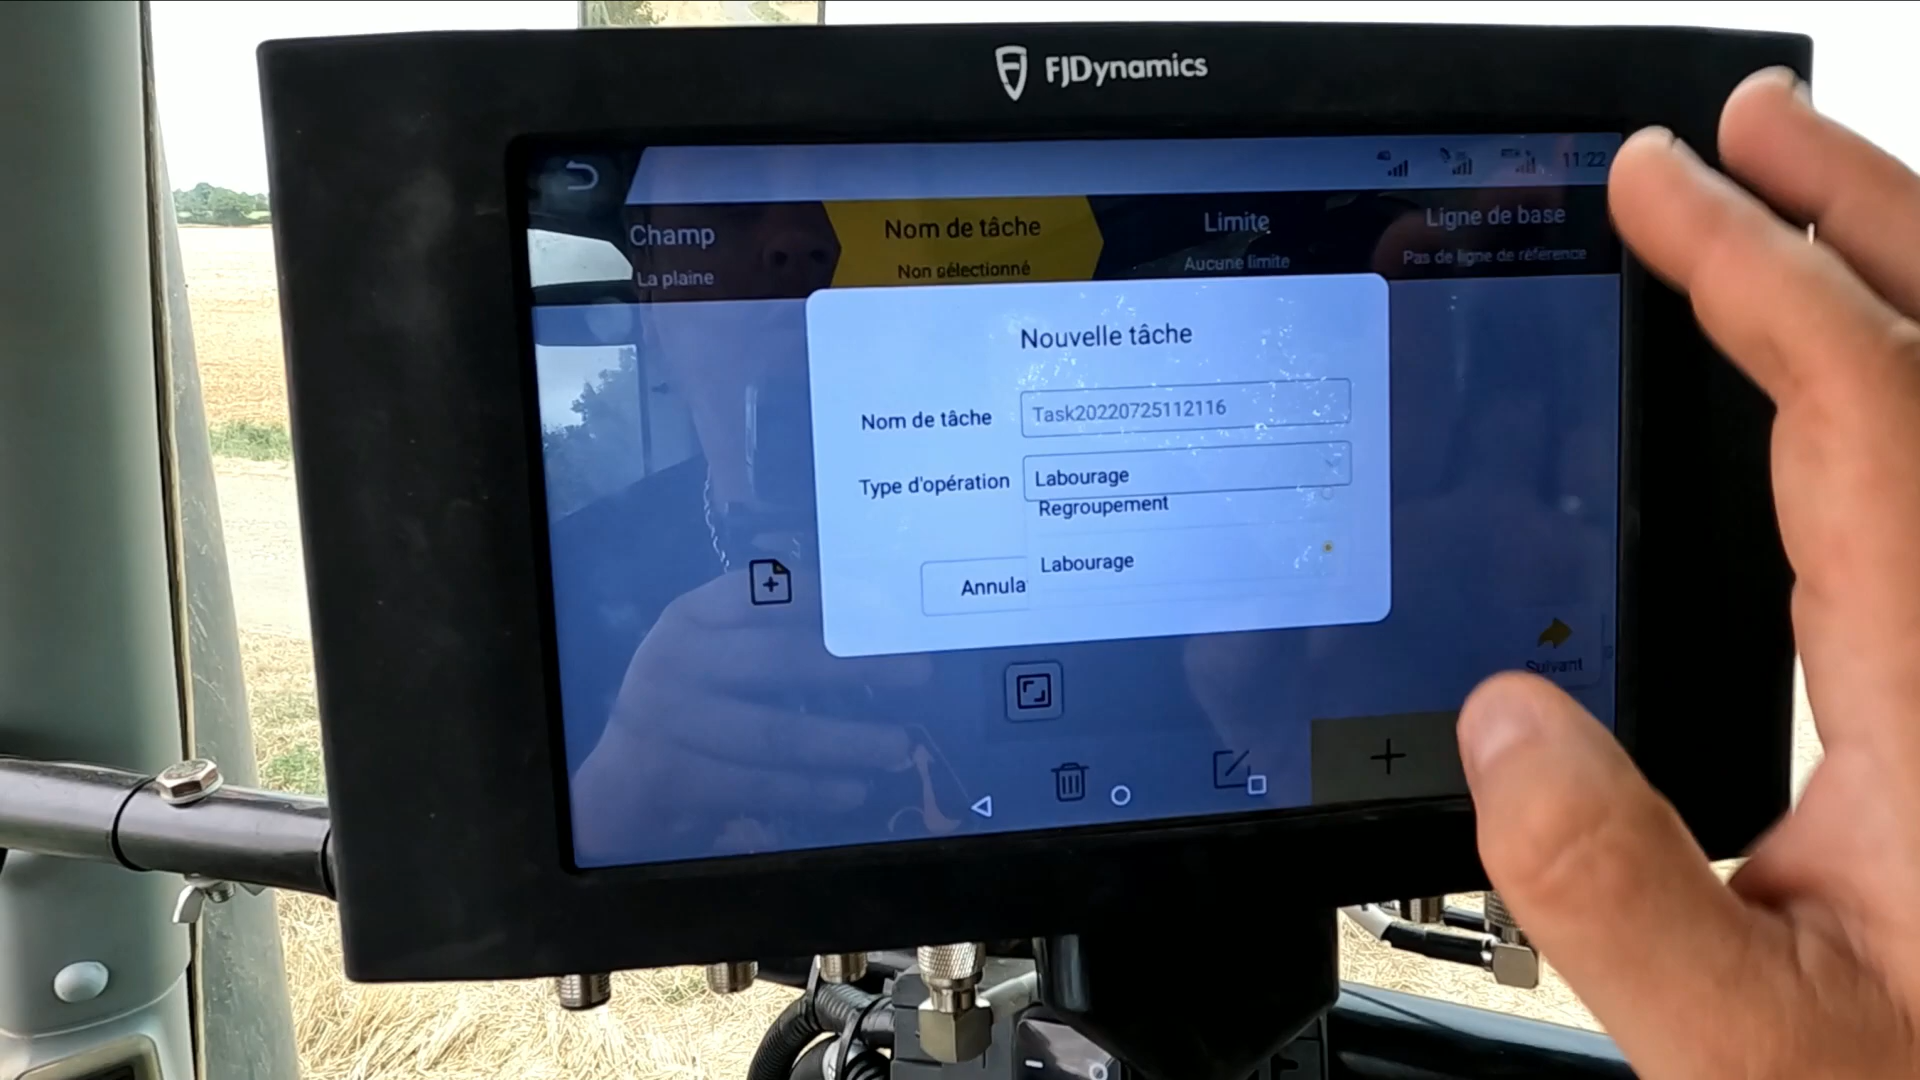 FJDynamics
11:22
Champ
La plaine
Nom de tâche
Non sélectionné
Limite
Aucune limite
Ligne de base
Pas de ligne de référence
Nouvelle tâche
Nom de tâche
Task20220725112116
Type d'opération
Labourage
Regroupement
Labourage
Annula
Suivant